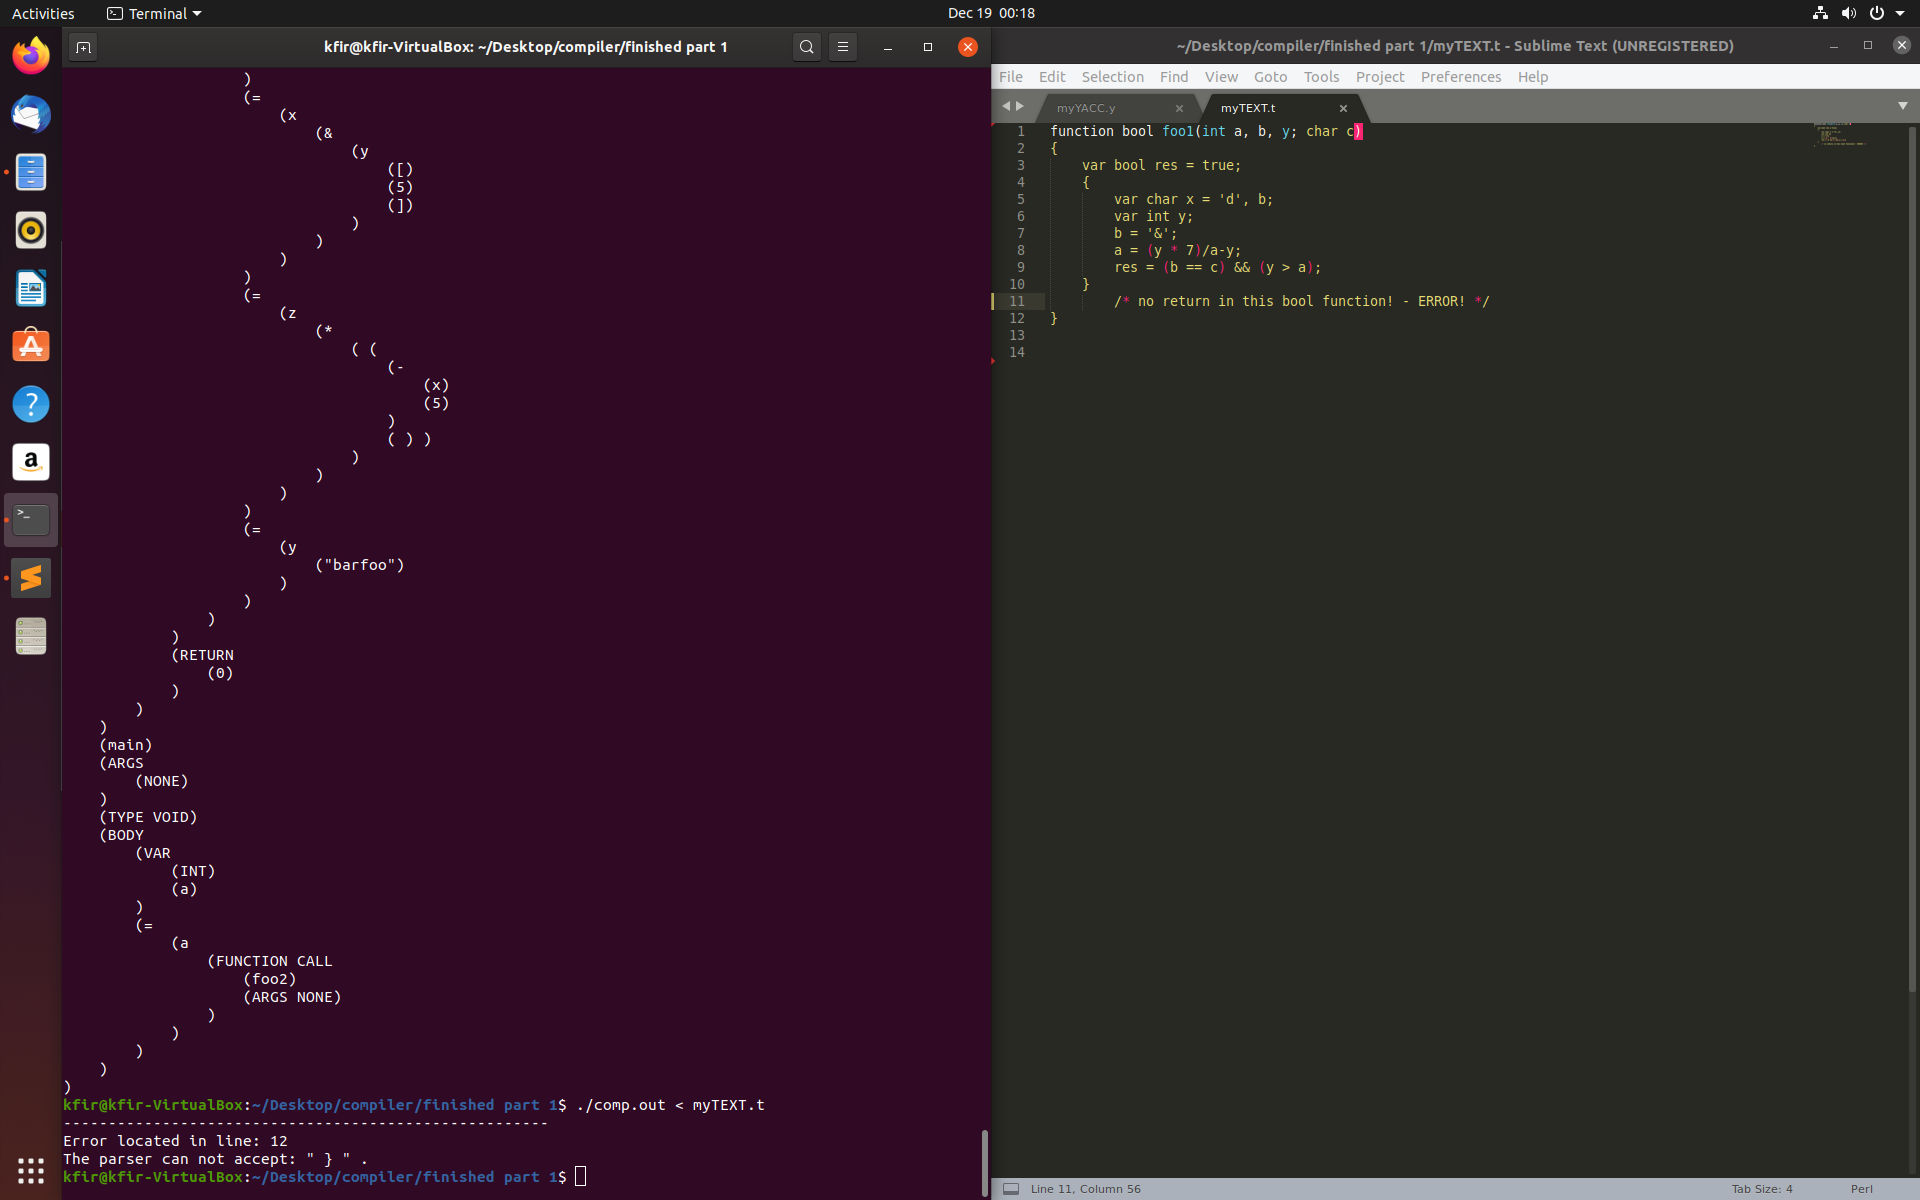 Activities
Terminal
Dec 19 00:18
kfir@kfir-VirtualBox: ~/Desktop/compiler/finished part 1
)
(=
(x
(&
(y
([)
(5)
(])
)
)
)
)
(=
(z
(*
( (
(-
(x)
(5)
)
( ) )
)
)
)
)
(=
(y
("barfoo")
)
)
)
)
(RETURN
(0)
)
)
)
(main)
(ARGS
(NONE)
)
(TYPE VOID)
(BODY
(VAR
(INT)
(a)
)
(=
(a
(FUNCTION CALL
(foo2)
(ARGS NONE)
)
)
)
)
)
kfir@kfir-VirtualBox:~/Desktop/compiler/finished part 1$ ./comp.out < myTEXT.t
------------------------------------------------------
Error located in line: 12
The parser can not accept: " } " .
kfir@kfir-VirtualBox:~/Desktop/compiler/finished part 1$
~/Desktop/compiler/finished part 1/myTEXT.t - Sublime Text (UNREGISTERED)
File Edit Selection Find View Goto Tools Project Preferences Help
myYACC.y
myTEXT.t
1 function bool foo1(int a, b, y; char c)
2 {
3 var bool res = true;
4 {
5 var char x = 'd', b;
6 var int y;
7 b = '&';
8 a = (y * 7)/a-y;
9 res = (b == c) && (y > a);
10 }
11 /* no return in this bool function! - ERROR! */
12 }
13
14
Line 11, Column 56
Tab Size: 4
Perl